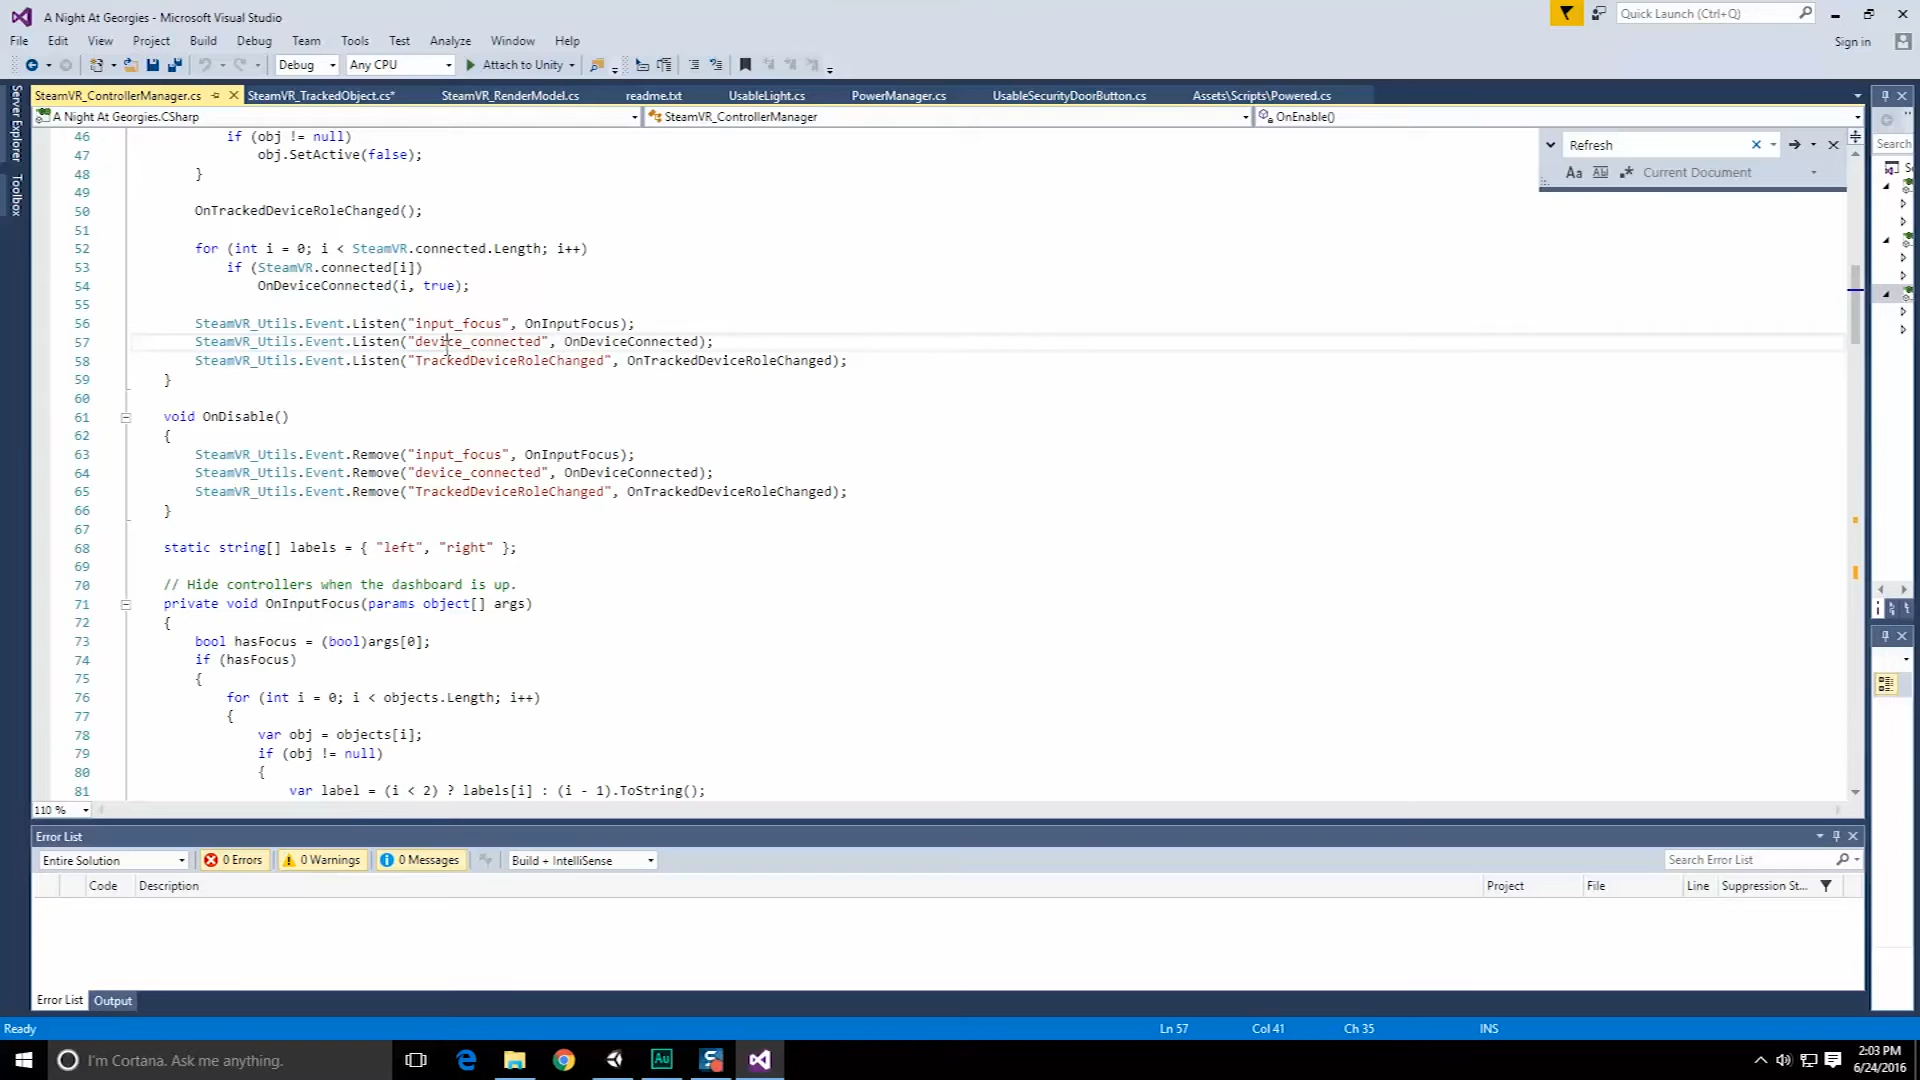 A Night At Georgies - Microsoft Visual Studio
Quick Launch (Ctrl+Q)
File Edit View Project Build Debug Team Tools Test Analyze Window Help
Sign in
Debug Any CPU Attach to Unity
SteamVR_ControllerManager.cs SteamVR_TrackedObject.cs* SteamVR_RenderModel.cs readme.txt UsableLight.cs PowerManager.cs UsableSecurityDoorButton.cs Assets\Scripts\Powered.cs
A Night At Georgies.CSharp SteamVR_ControllerManager OnEnable()
Server Explorer
Toolbox
Refresh
Aa Current Document
Search
46 if (obj != null)
47 obj.SetActive(false);
48 }
49
50 OnTrackedDeviceRoleChanged();
51
52 for (int i = 0; i < SteamVR.connected.Length; i++)
53 if (SteamVR.connected[i])
54 OnDeviceConnected(i, true);
55
56 SteamVR_Utils.Event.Listen("input_focus", OnInputFocus);
57 SteamVR_Utils.Event.Listen("device_connected", OnDeviceConnected);
58 SteamVR_Utils.Event.Listen("TrackedDeviceRoleChanged", OnTrackedDeviceRoleChanged);
59 }
60
61 void OnDisable()
62 {
63 SteamVR_Utils.Event.Remove("input_focus", OnInputFocus);
64 SteamVR_Utils.Event.Remove("device_connected", OnDeviceConnected);
65 SteamVR_Utils.Event.Remove("TrackedDeviceRoleChanged", OnTrackedDeviceRoleChanged);
66 }
67
68 static string[] labels = { "left", "right" };
69
70 // Hide controllers when the dashboard is up.
71 private void OnInputFocus(params object[] args)
72 {
73 bool hasFocus = (bool)args[0];
74 if (hasFocus)
75 {
76 for (int i = 0; i < objects.Length; i++)
77 {
78 var obj = objects[i];
79 if (obj != null)
80 {
81 var label = (i < 2) ? labels[i] : (i - 1).ToString();
110 %
Error List
Entire Solution 0 Errors 0 Warnings 0 Messages Build + IntelliSense Search Error List
Code Description Project File Line Suppression St...
Error List Output
Ready Ln 57 Col 41 Ch 35 INS
I'm Cortana. Ask me anything.
Au
2:03 PM
6/24/2016